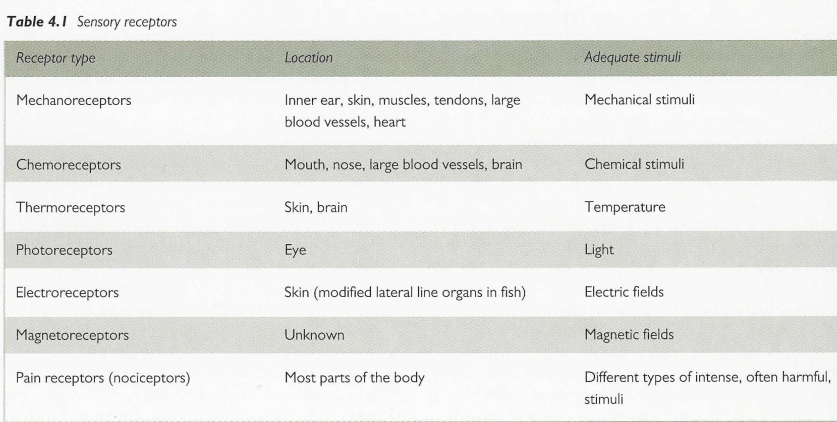 Table 4.1 Sensory receptors
Receptor type Location Adequate stimuli
Mechanoreceptors Inner ear, skin, muscles, tendons, large Mechanical stimuli
blood vessels, heart
Chemoreceptors Mouth, nose, large blood vessels, brain Chemical stimuli
Thermoreceptors Skin, brain Temperature
Photoreceptors Eye Light
Electroreceptors Skin (modified lateral line organs in fish) Electric fields
Magnetoreceptors Unknown Magnetic fields
Pain receptors (nociceptors) Most parts of the body Different types of intense, often harmful,
stimuli